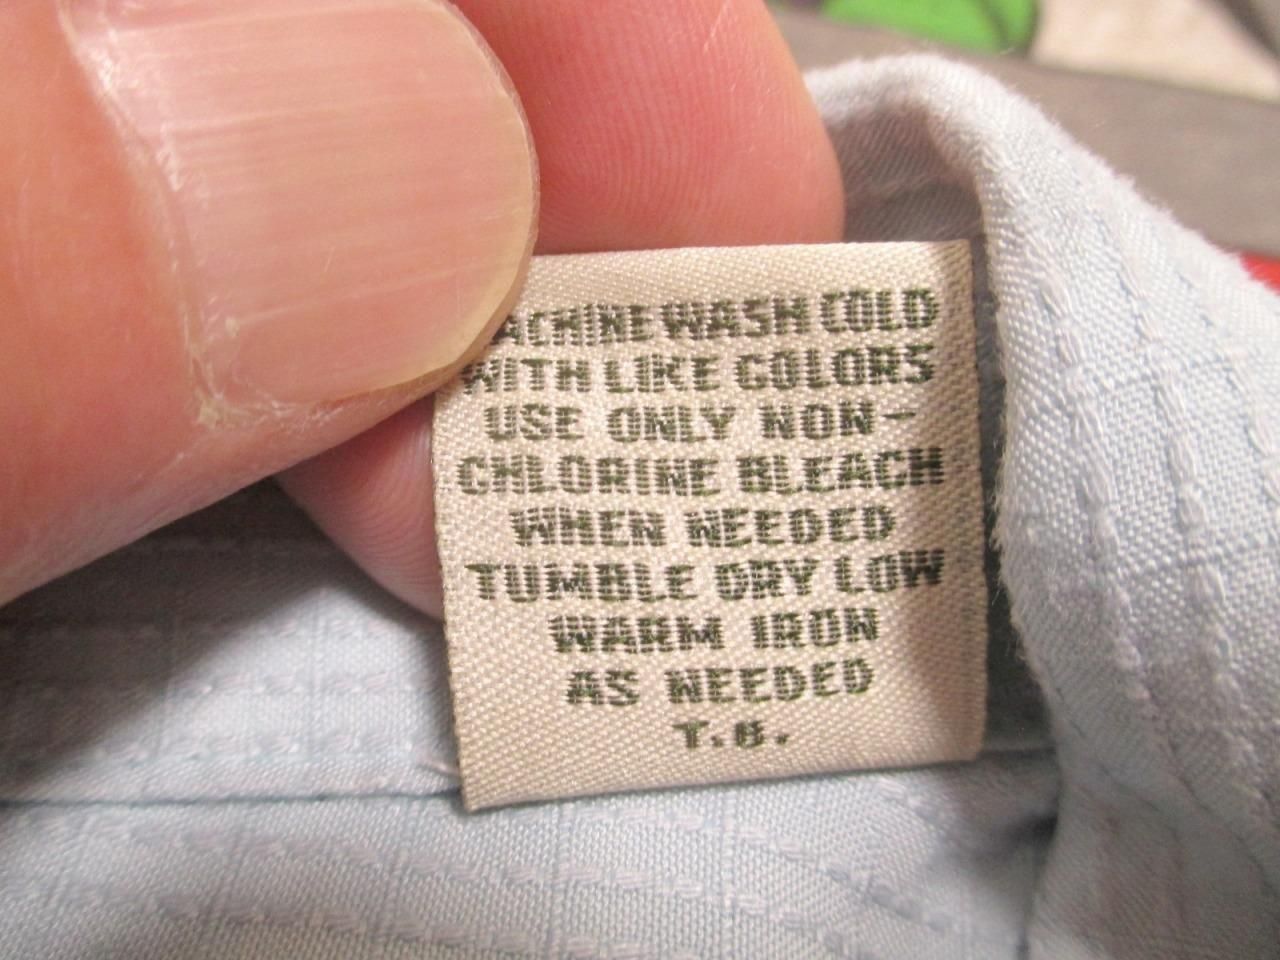 ACHINE WASH COLD
WITH LIKE COLORS
USE ONLY NON-
CHLORINE BLEACH
WHEN NEEDED
TUMBLE DRY LOW
WARM IRON
AS NEEDED
T.B.